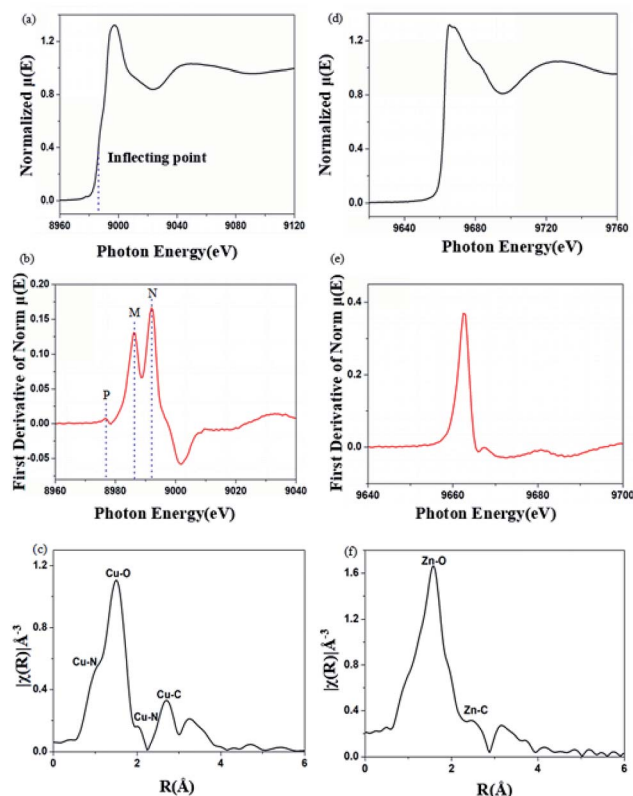 (a)
Normalized μ(E)
1.2
0.8
0.4
0.0
Inflecting point
8960 9000 9040 9080 9120
Photon Energy(eV)
(d)
Normalized μ(E)
1.2
0.8
0.4
0.0
9640 9680 9720 9760
Photon Energy(eV)
(b)
First Derivative of Norm μ(E)
0.20
0.15
0.10
0.05
0.00
-0.05
P
M
N
8960 8980 9000 9020 9040
Photon Energy(eV)
(e)
First Derivative of Norm μ(E)
0.4
0.2
0.0
9640 9660 9680 9700
Photon Energy(eV)
(c)
|χ(R)|Å⁻³
1.2
0.8
0.4
0.0
Cu-O
Cu-N
Cu-N
Cu-C
0 2 4 6
R(Å)
(f)
|χ(R)|Å⁻³
1.6
1.2
0.8
0.4
0.0
Zn-O
Zn-C
0 2 4 6
R(Å)